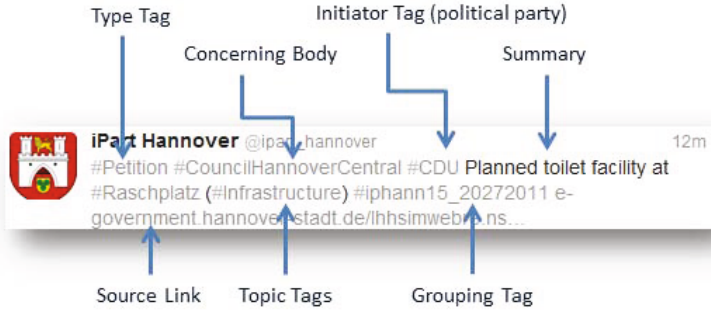 Type Tag
Initiator Tag (political party)
Concerning Body
Summary
iPart Hannover @ipart_hannover 12m
#Petition #CouncilHannoverCentral #CDU Planned toilet facility at
#Raschplatz (#Infrastructure) #iphann15_20272011 e-
government.hannover-stadt.de/lhhsimwebre.ns...
Source Link
Topic Tags
Grouping Tag